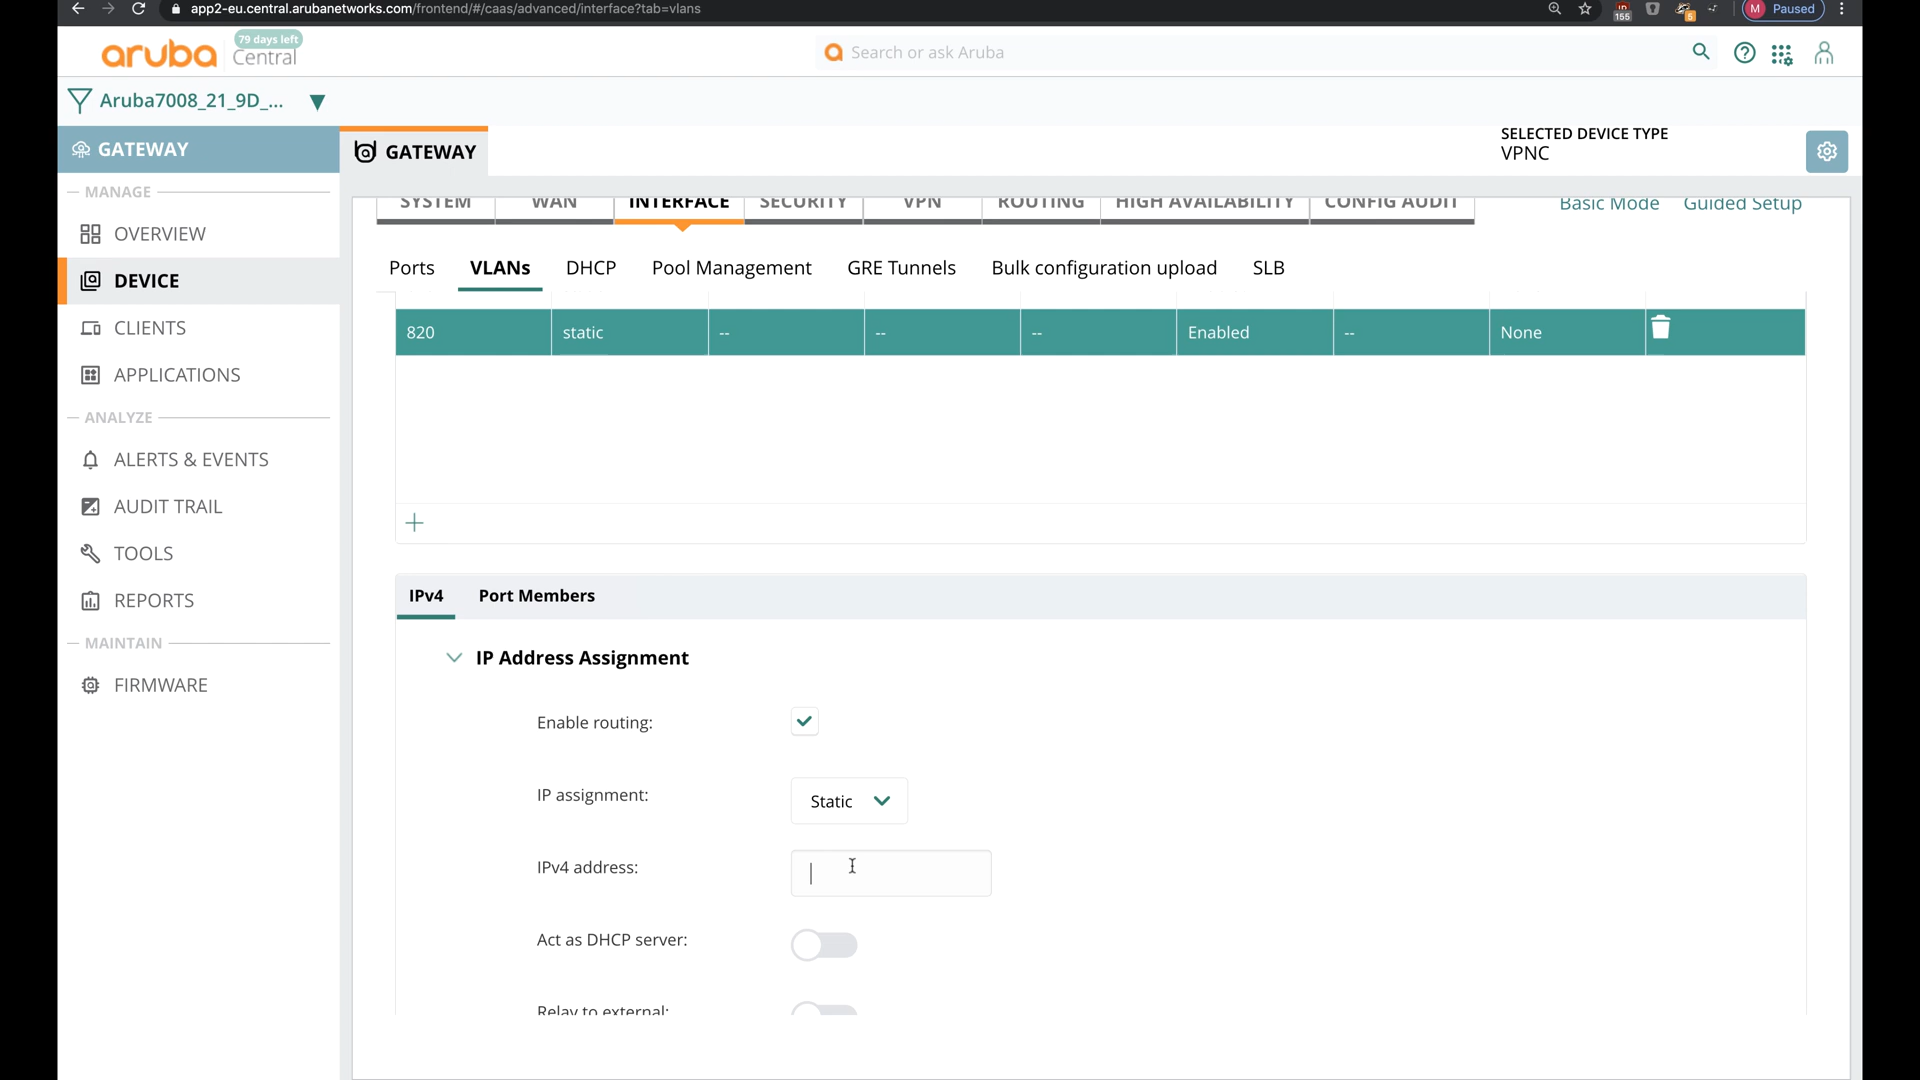 app2-eu.central.arubanetworks.com/frontend/#/caas/advanced/interface?tab=vlans
155
5
M Paused
aruba Central
79 days left
Search or ask Aruba
Aruba7008_21_9D_...
GATEWAY
GATEWAY
SELECTED DEVICE TYPE
VPNC
MANAGE
OVERVIEW
DEVICE
CLIENTS
APPLICATIONS
ANALYZE
ALERTS & EVENTS
AUDIT TRAIL
TOOLS
REPORTS
MAINTAIN
FIRMWARE
SYSTEM WAN INTERFACE SECURITY VPN ROUTING HIGH AVAILABILITY CONFIG AUDIT Basic Mode Guided Setup
Ports VLANs DHCP Pool Management GRE Tunnels Bulk configuration upload SLB
820 static -- -- -- Enabled -- None
IPv4 Port Members
IP Address Assignment
Enable routing:
IP assignment: Static
IPv4 address:
Act as DHCP server:
Relay to external: